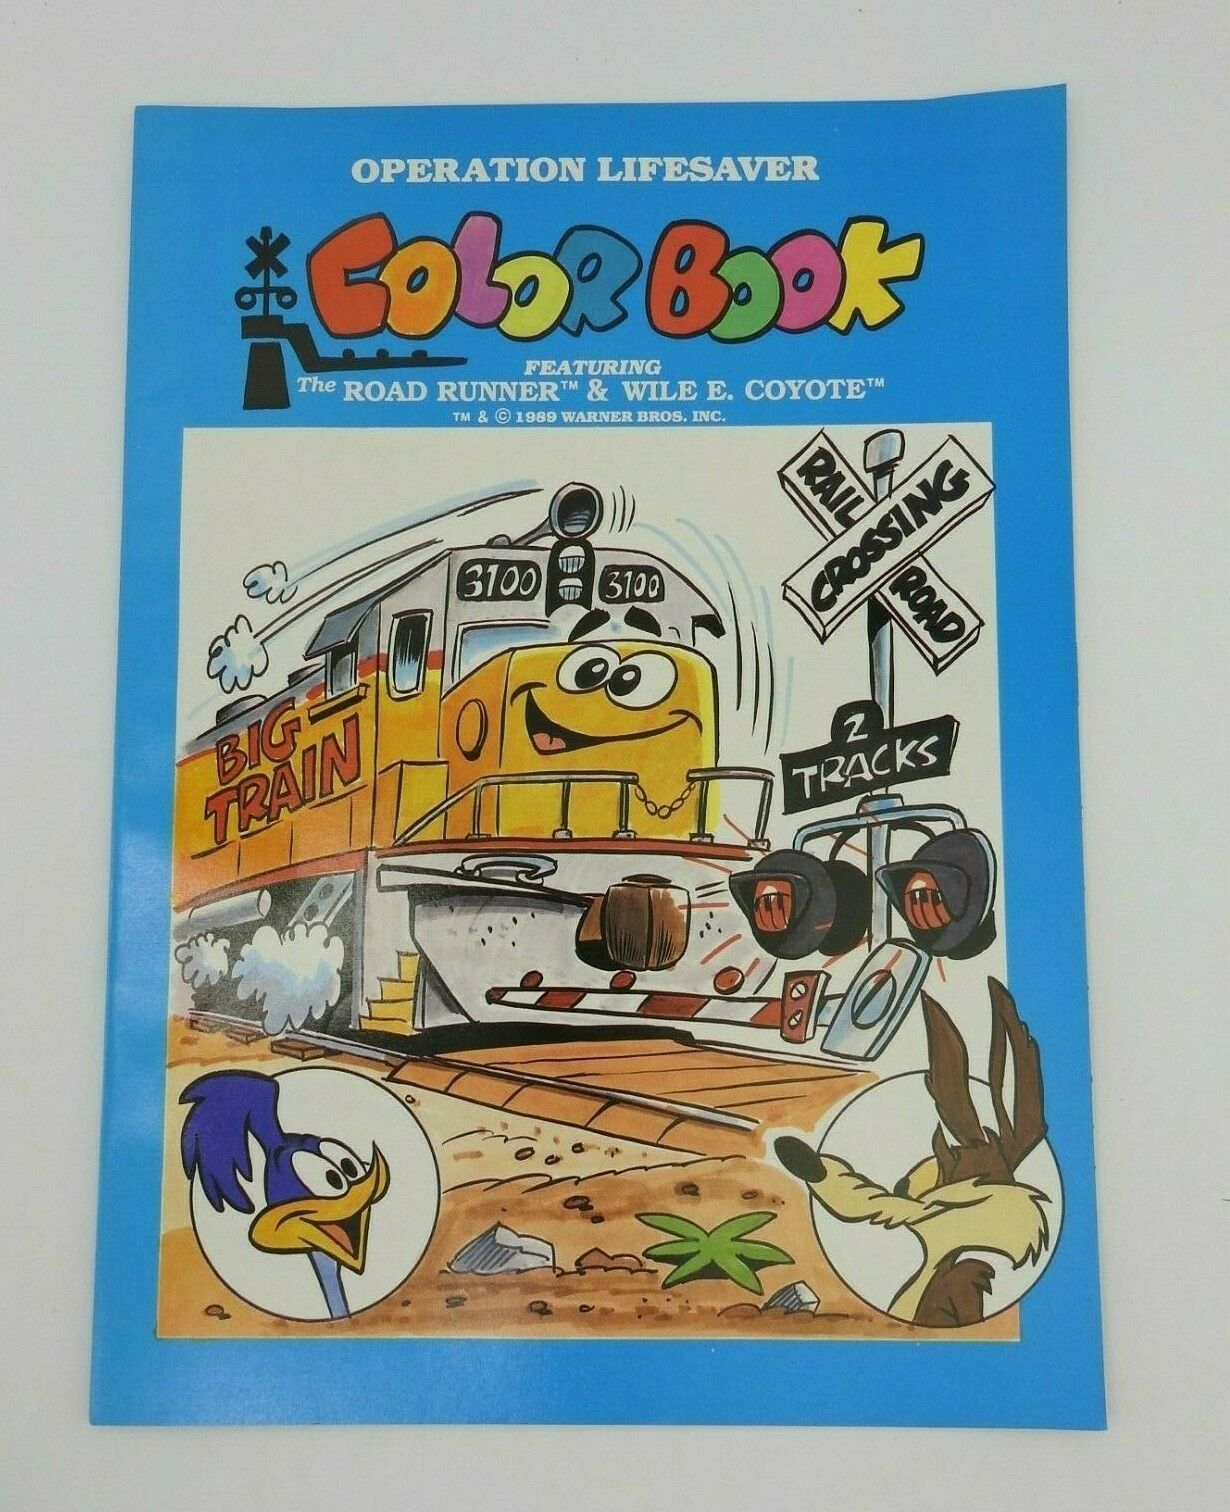 OPERATION LIFESAVER
COLOR BOOK
FEATURING
The ROAD RUNNER™ & WILE E. COYOTE™
TM & © 1989 WARNER BROS. INC.
RAIL ROAD
CROSSING
3100 3100
2
TRACKS
BIG
TRAIN